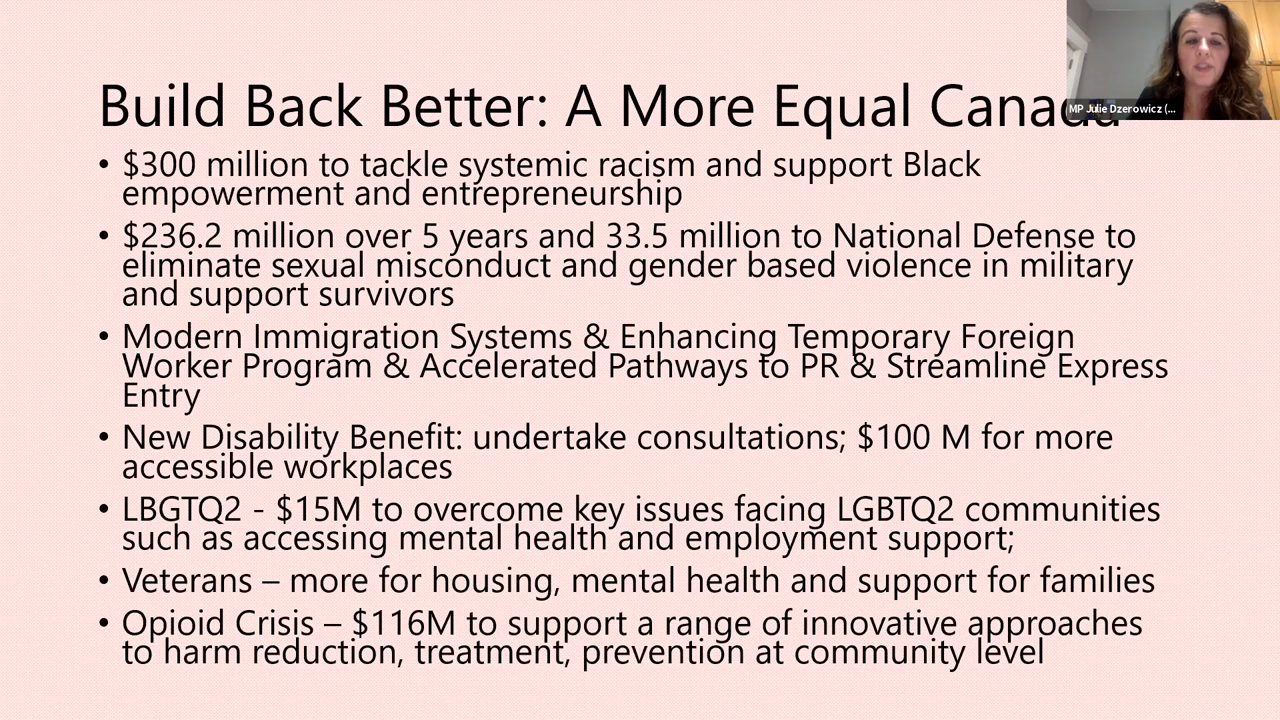 Build Back Better: A More Equal Canada
MP Julie Dzerowicz (...
• $300 million to tackle systemic racism and support Black
empowerment and entrepreneurship
• $236.2 million over 5 years and 33.5 million to National Defense to
eliminate sexual misconduct and gender based violence in military
and support survivors
• Modern Immigration Systems & Enhancing Temporary Foreign
Worker Program & Accelerated Pathways to PR & Streamline Express
Entry
• New Disability Benefit: undertake consultations; $100 M for more
accessible workplaces
• LBGTQ2 - $15M to overcome key issues facing LGBTQ2 communities
such as accessing mental health and employment support;
• Veterans – more for housing, mental health and support for families
• Opioid Crisis – $116M to support a range of innovative approaches
to harm reduction, treatment, prevention at community level